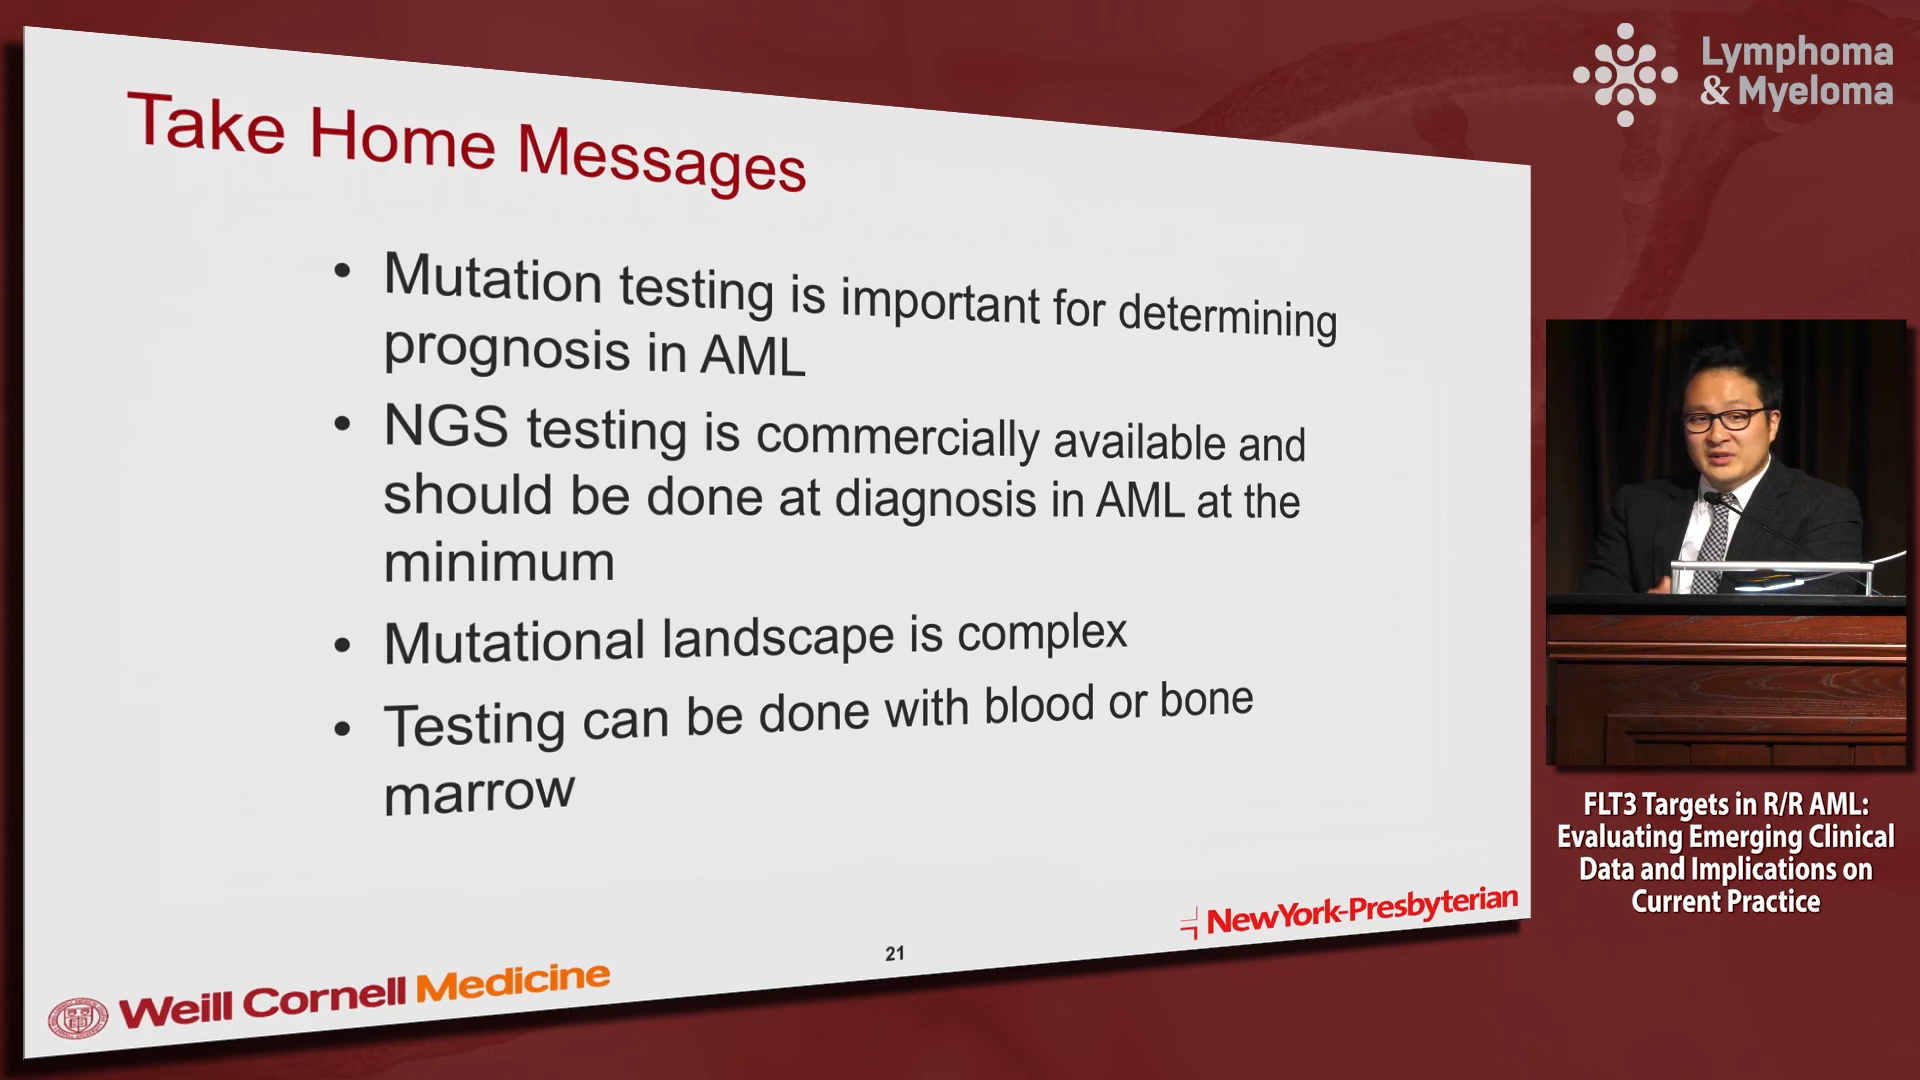 Take Home Messages
• Mutation testing is important for determining
prognosis in AML
• NGS testing is commercially available and
should be done at diagnosis in AML at the
minimum
• Mutational landscape is complex
• Testing can be done with blood or bone
marrow
NewYork-Presbyterian
21
Weill Cornell Medicine
Lymphoma
& Myeloma
FLT3 Targets in R/R AML:
Evaluating Emerging Clinical
Data and Implications on
Current Practice